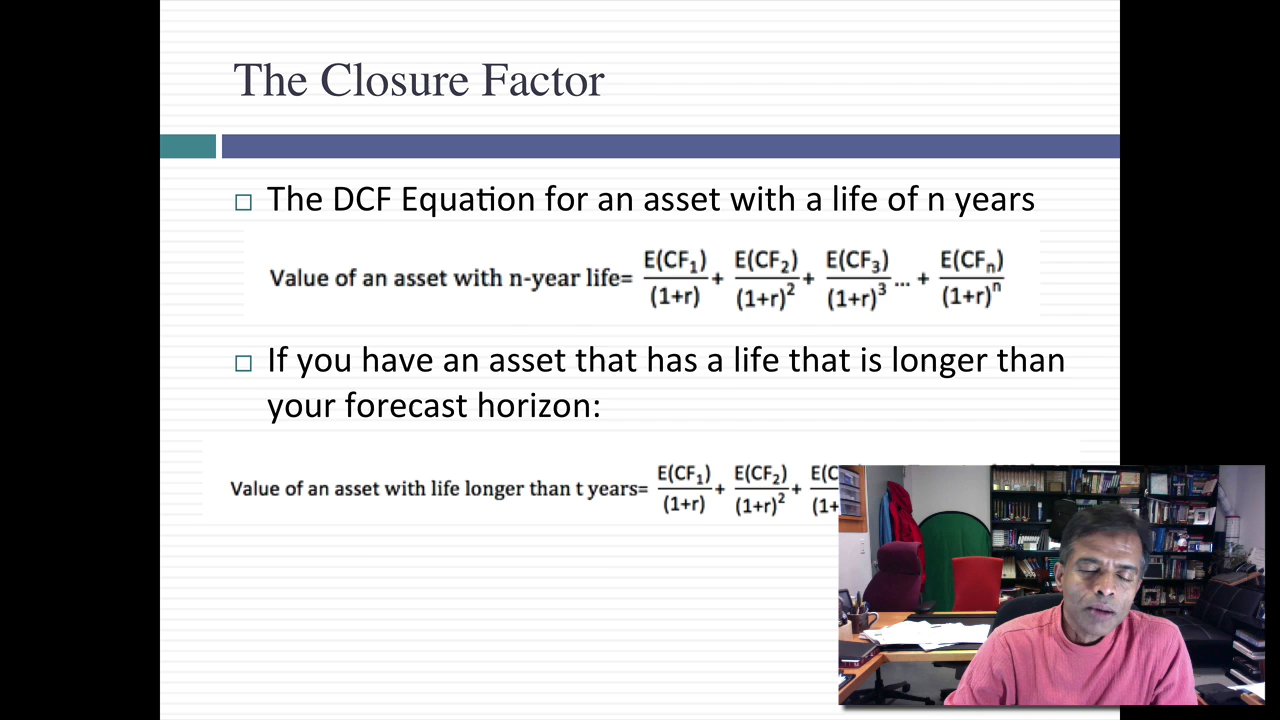 The Closure Factor
□ The DCF Equation for an asset with a life of n years
Value of an asset with n-year life= E(CF₁)/(1+r) + E(CF₂)/(1+r)² + E(CF₃)/(1+r)³ ... + E(CFₙ)/(1+r)ⁿ
□ If you have an asset that has a life that is longer than
your forecast horizon:
Value of an asset with life longer than t years= E(CF₁)/(1+r) + E(CF₂)/(1+r)² +